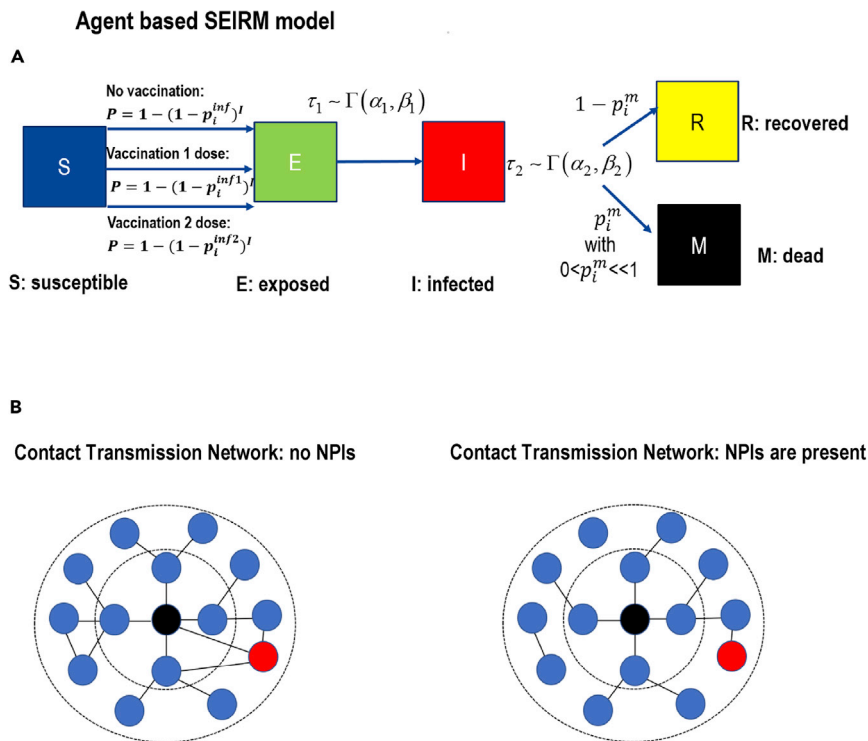 Agent based SEIRM model
A
No vaccination:
P = 1 − (1 − p_i^{inf})^I
Vaccination 1 dose:
P = 1 − (1 − p_i^{inf1})^I
Vaccination 2 dose:
P = 1 − (1 − p_i^{inf2})^I
S
τ₁ ~ Γ(α₁, β₁)
E
I
τ₂ ~ Γ(α₂, β₂)
1 − p_i^m
R
R: recovered
p_i^m
with
0<p_i^m<<1
M
M: dead
S: susceptible
E: exposed
I: infected
B
Contact Transmission Network: no NPIs
Contact Transmission Network: NPIs are present